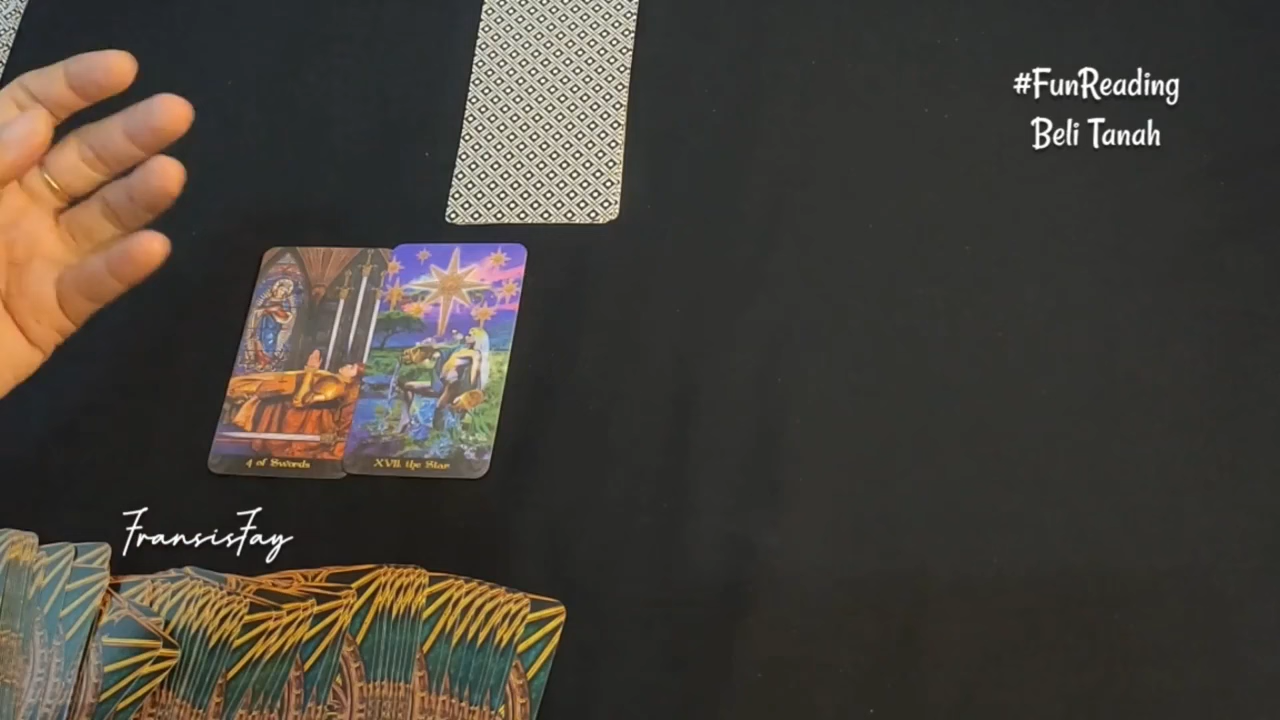 #FunReading
Beli Tanah
4 of Swords
XVII. the Star
FransisFay